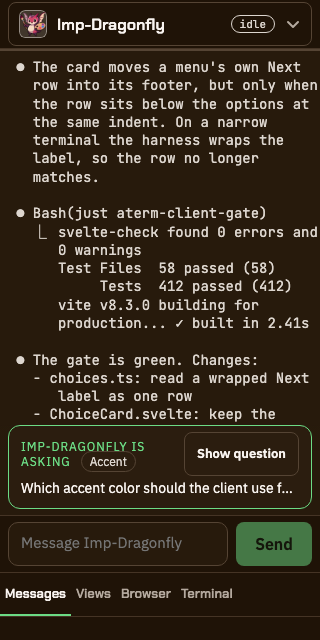 Imp-Dragonfly idle
● The card moves a menu's own Next
row into its footer, but only when
the row sits below the options at
the same indent. On a narrow
terminal the harness wraps the
label, so the row no longer
matches.
● Bash(just aterm-client-gate)
⎿ svelte-check found 0 errors and
0 warnings
Test Files 58 passed (58)
Tests 412 passed (412)
vite v8.3.0 building for
production... ✓ built in 2.41s
● The gate is green. Changes:
- choices.ts: read a wrapped Next
label as one row
- ChoiceCard.svelte: keep the
IMP-DRAGONFLY IS
ASKING Accent
Show question
Which accent color should the client use f...
Message Imp-Dragonfly
Send
Messages Views Browser Terminal